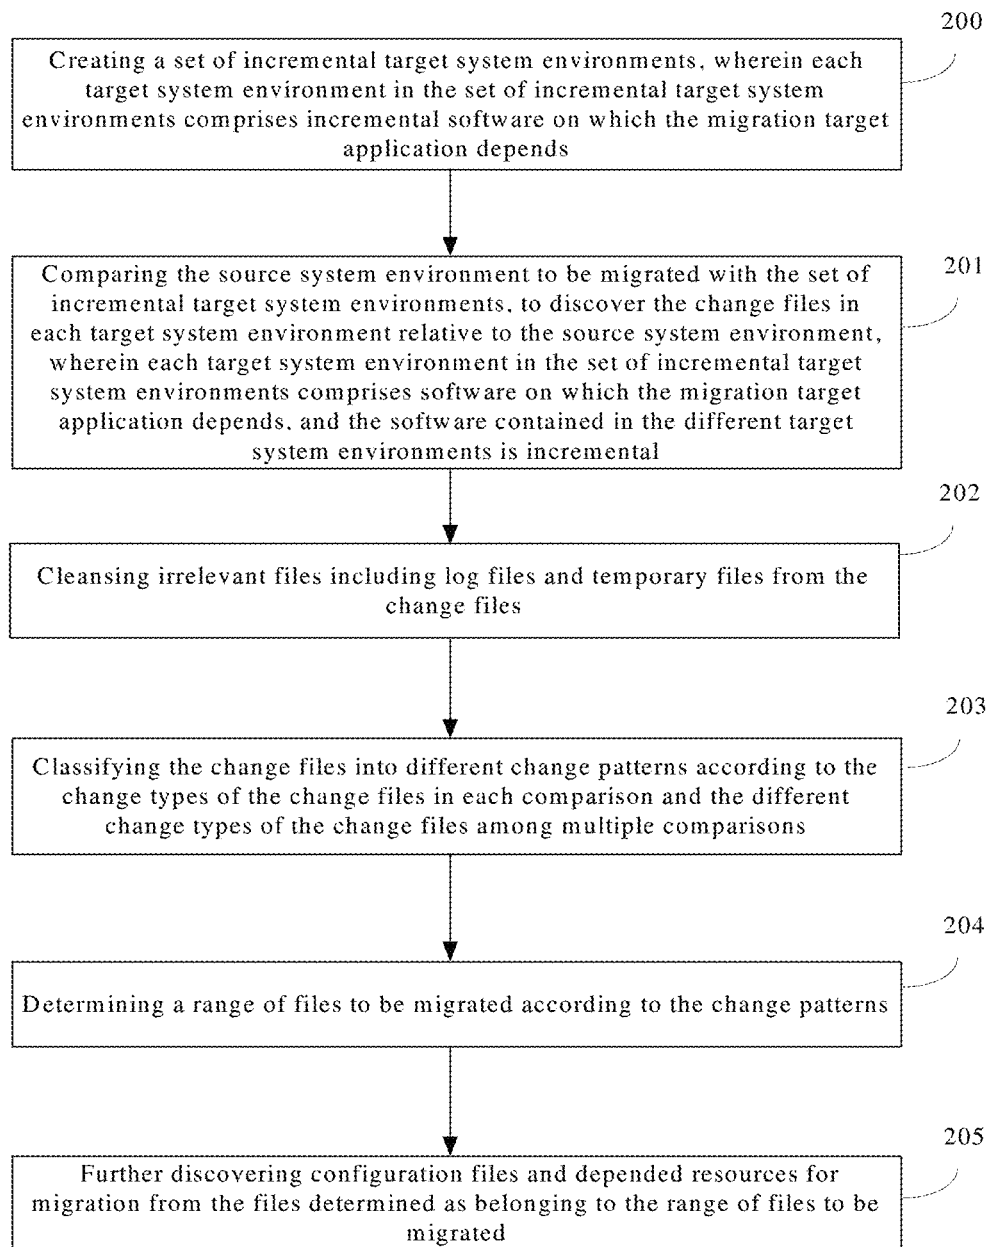 200
Creating a set of incremental target system environments, wherein each
target system environment in the set of incremental target system
environments comprises incremental software on which the migration target
application depends
201
Comparing the source system environment to be migrated with the set of
incremental target system environments, to discover the change files in
each target system environment relative to the source system environment,
wherein each target system environment in the set of incremental target
system environments comprises software on which the migration target
application depends, and the software contained in the different target
system environments is incremental
202
Cleansing irrelevant files including log files and temporary files from the
change files
203
Classifying the change files into different change patterns according to the
change types of the change files in each comparison and the different
change types of the change files among multiple comparisons
204
Determining a range of files to be migrated according to the change patterns
205
Further discovering configuration files and depended resources for
migration from the files determined as belonging to the range of files to be
migrated